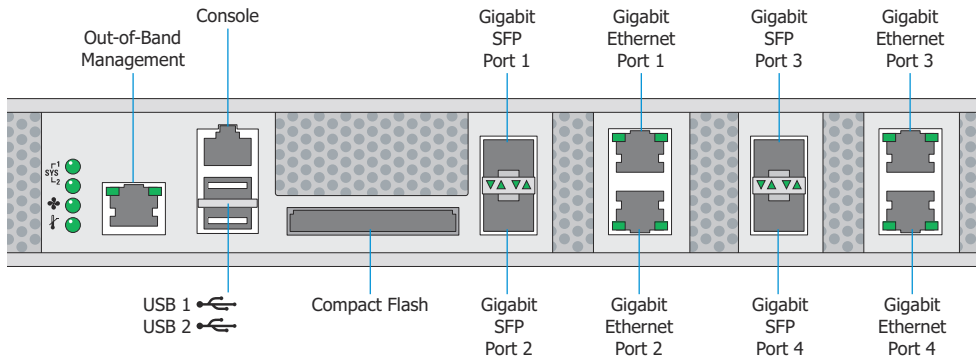 Console
Out-of-Band
Management
Gigabit
SFP
Port 1
Gigabit
Ethernet
Port 1
Gigabit
SFP
Port 3
Gigabit
Ethernet
Port 3
1
SYS
2
USB 1
USB 2
Compact Flash
Gigabit
SFP
Port 2
Gigabit
Ethernet
Port 2
Gigabit
SFP
Port 4
Gigabit
Ethernet
Port 4